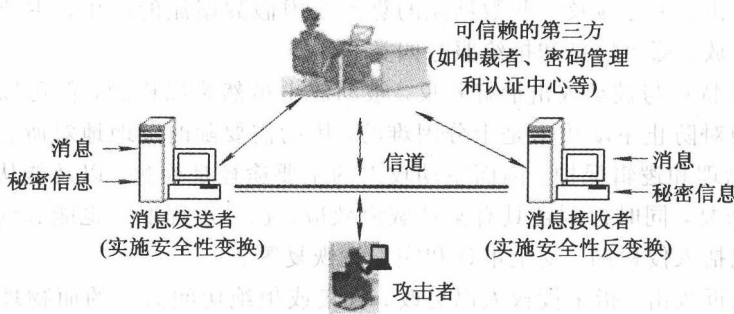 可信赖的第三方
(如仲裁者、密码管理
和认证中心等)
消息
秘密信息
信道
消息
秘密信息
消息发送者
(实施安全性变换)
消息接收者
(实施安全性反变换)
攻击者